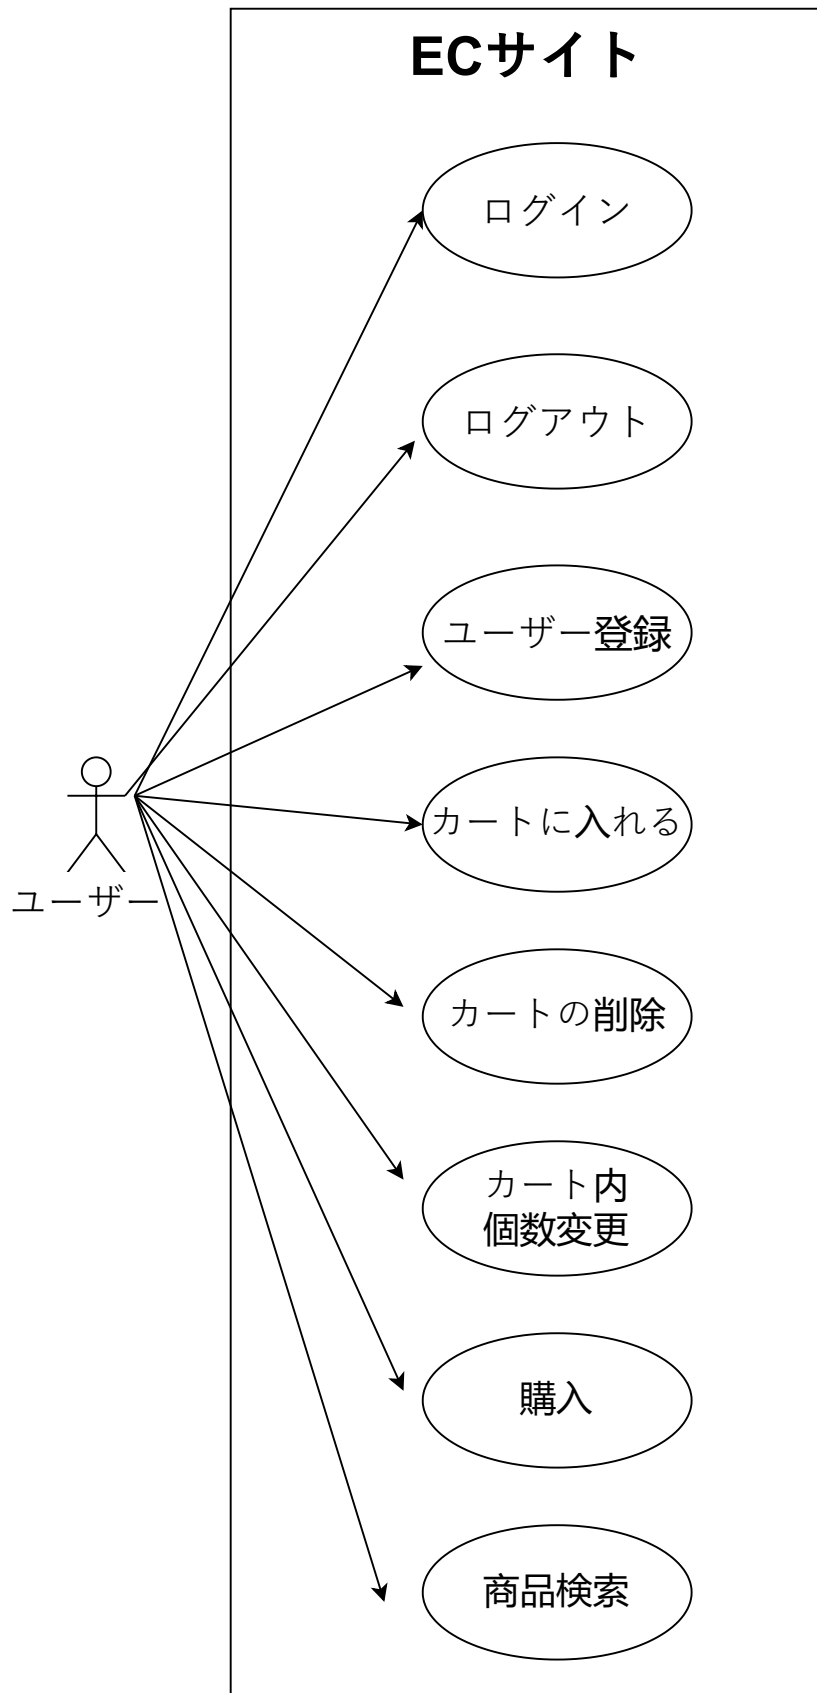 ECサイト
ログイン
ログアウト
ユーザー登録
カートに入れる
ユーザー
カートの削除
カート内
個数変更
購入
商品検索